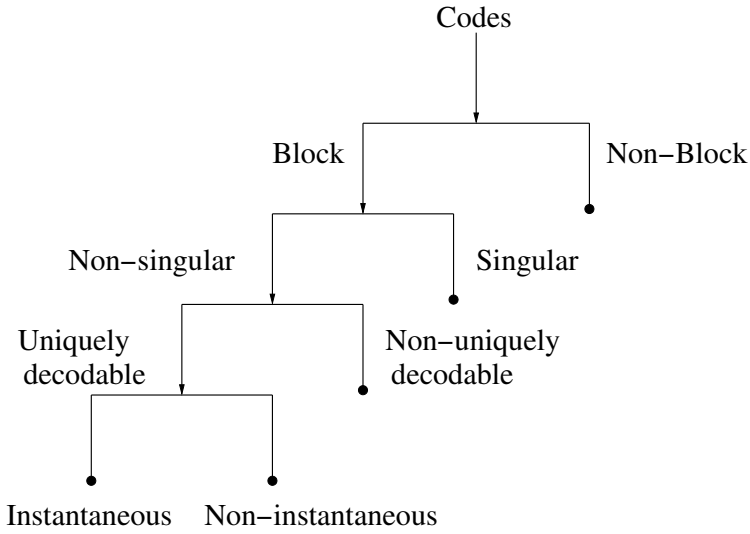 Codes
Block
Non−Block
Non−singular
Singular
Uniquely
decodable
Non−uniquely
decodable
Instantaneous
Non−instantaneous